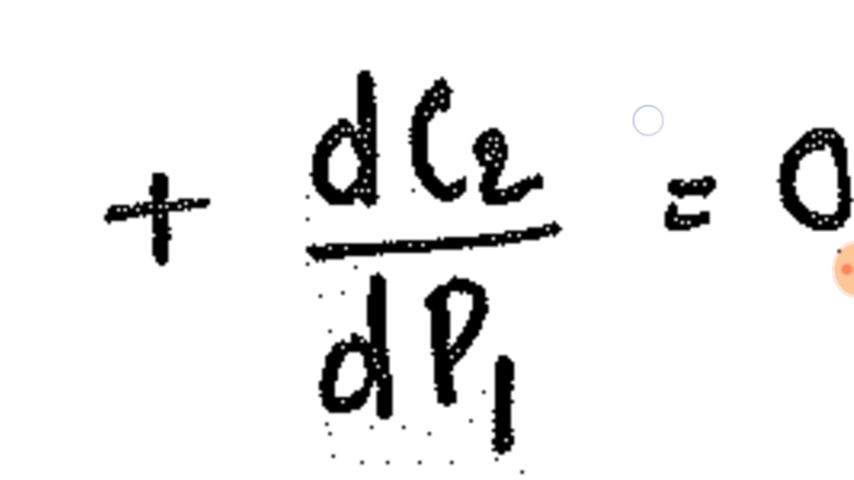 + dC₂/dP₁ = 0